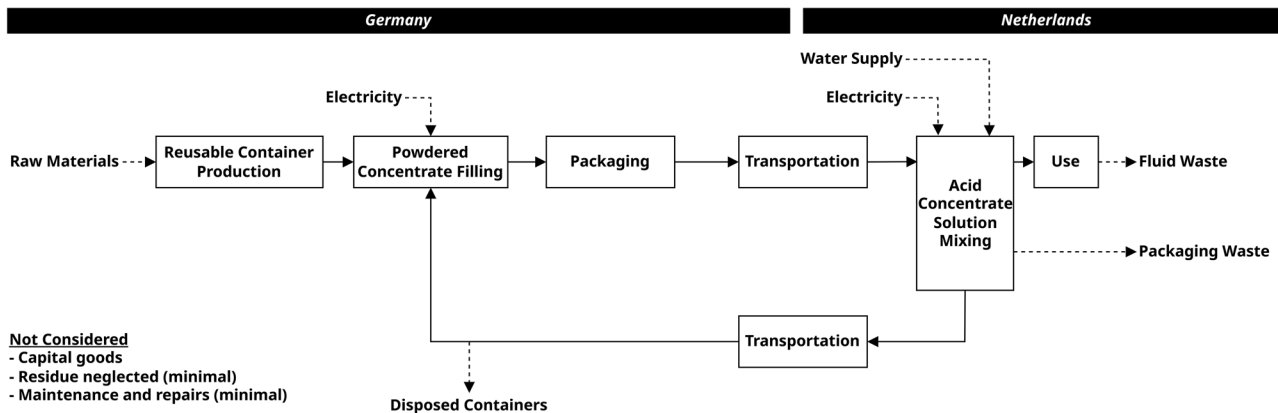 Germany
Netherlands
Water Supply
Electricity
Electricity
Raw Materials
Reusable Container
Production
Powdered
Concentrate Filling
Packaging
Transportation
Acid
Concentrate
Solution
Mixing
Use
Fluid Waste
Packaging Waste
Transportation
Disposed Containers
Not Considered
- Capital goods
- Residue neglected (minimal)
- Maintenance and repairs (minimal)